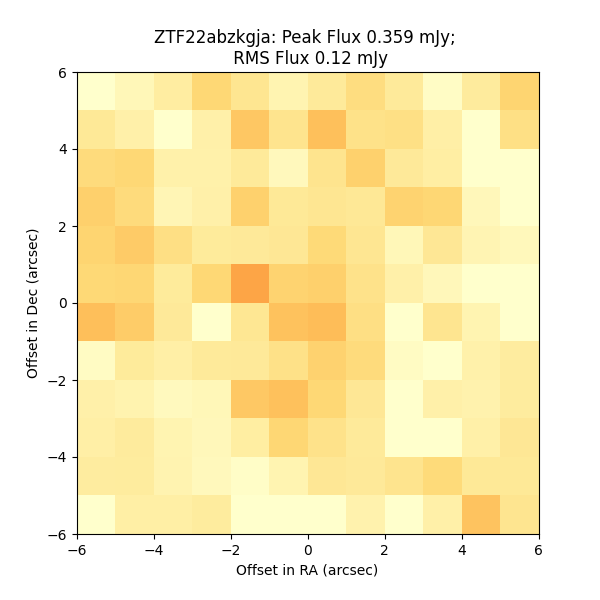 ZTF22abzkgja: Peak Flux 0.359 mJy;
RMS Flux 0.12 mJy
6
4
2
0
−2
−4
−6
Offset in Dec (arcsec)
−6 −4 −2 0 2 4 6
Offset in RA (arcsec)